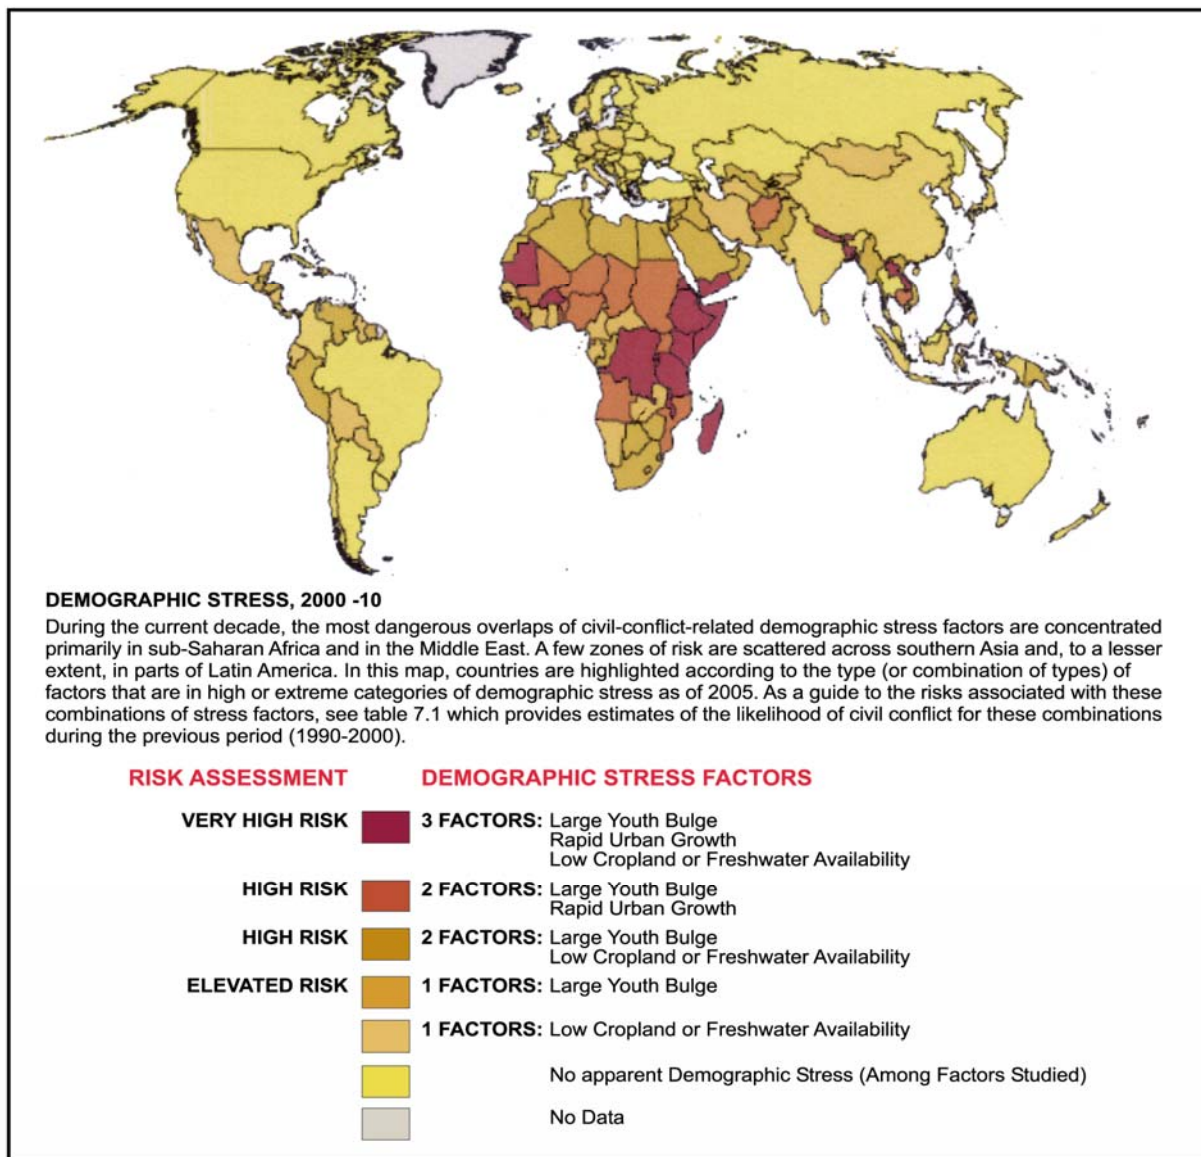 DEMOGRAPHIC STRESS, 2000 -10
During the current decade, the most dangerous overlaps of civil-conflict-related demographic stress factors are concentrated
primarily in sub-Saharan Africa and in the Middle East. A few zones of risk are scattered across southern Asia and, to a lesser
extent, in parts of Latin America. In this map, countries are highlighted according to the type (or combination of types) of
factors that are in high or extreme categories of demographic stress as of 2005. As a guide to the risks associated with these
combinations of stress factors, see table 7.1 which provides estimates of the likelihood of civil conflict for these combinations
during the previous period (1990-2000).
RISK ASSESSMENT DEMOGRAPHIC STRESS FACTORS
VERY HIGH RISK 3 FACTORS: Large Youth Bulge
Rapid Urban Growth
Low Cropland or Freshwater Availability
HIGH RISK 2 FACTORS: Large Youth Bulge
Rapid Urban Growth
HIGH RISK 2 FACTORS: Large Youth Bulge
Low Cropland or Freshwater Availability
ELEVATED RISK 1 FACTORS: Large Youth Bulge
1 FACTORS: Low Cropland or Freshwater Availability
No apparent Demographic Stress (Among Factors Studied)
No Data